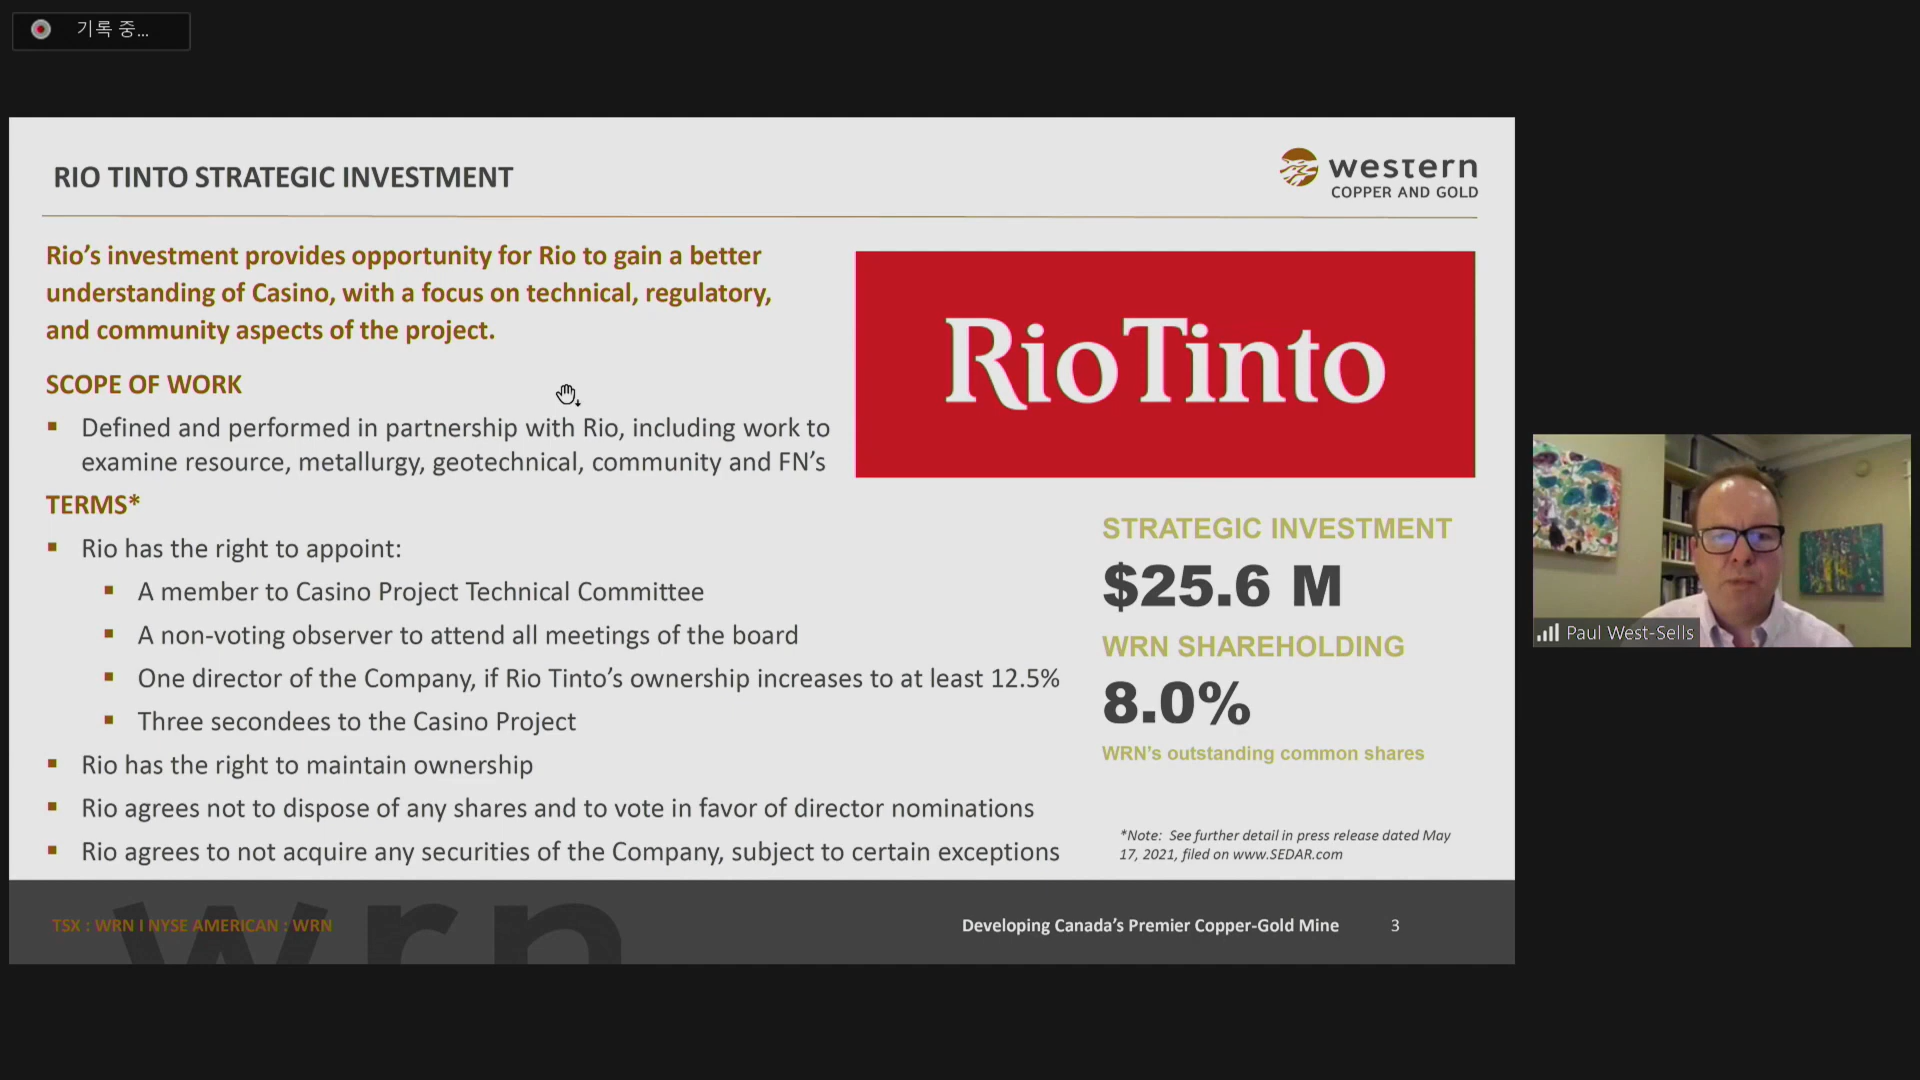 기록 중...
RIO TINTO STRATEGIC INVESTMENT
western
COPPER AND GOLD
Rio’s investment provides opportunity for Rio to gain a better
understanding of Casino, with a focus on technical, regulatory,
and community aspects of the project.
SCOPE OF WORK
▪ Defined and performed in partnership with Rio, including work to
examine resource, metallurgy, geotechnical, community and FN’s
TERMS*
▪ Rio has the right to appoint:
▪ A member to Casino Project Technical Committee
▪ A non-voting observer to attend all meetings of the board
▪ One director of the Company, if Rio Tinto’s ownership increases to at least 12.5%
▪ Three secondees to the Casino Project
▪ Rio has the right to maintain ownership
▪ Rio agrees not to dispose of any shares and to vote in favor of director nominations
▪ Rio agrees to not acquire any securities of the Company, subject to certain exceptions
RioTinto
STRATEGIC INVESTMENT
$25.6 M
WRN SHAREHOLDING
8.0%
WRN’s outstanding common shares
*Note: See further detail in press release dated May
17, 2021, filed on www.SEDAR.com
Paul West-Sells
wrn
TSX : WRN I NYSE AMERICAN : WRN
Developing Canada’s Premier Copper-Gold Mine
3